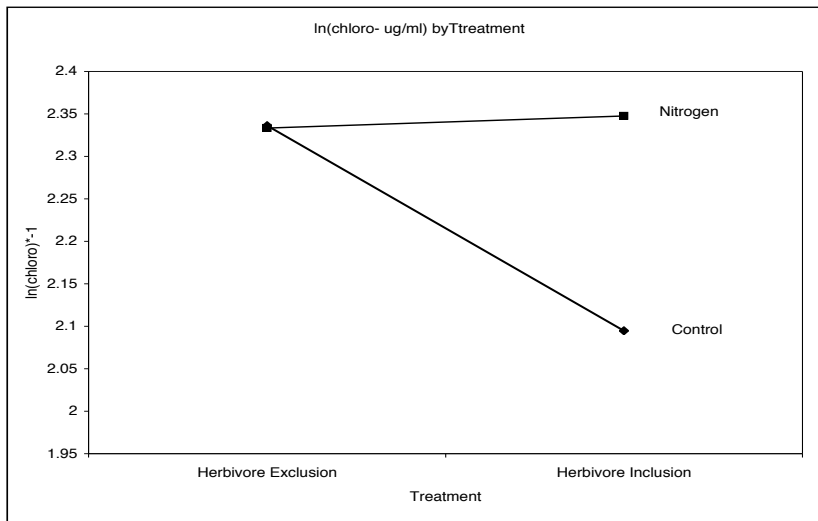 ln(chloro- ug/ml) byTtreatment
2.4
2.35
2.3
2.25
2.2
2.15
2.1
2.05
2
1.95
ln(chloro)*-1
Nitrogen
Control
Herbivore Exclusion
Herbivore Inclusion
Treatment